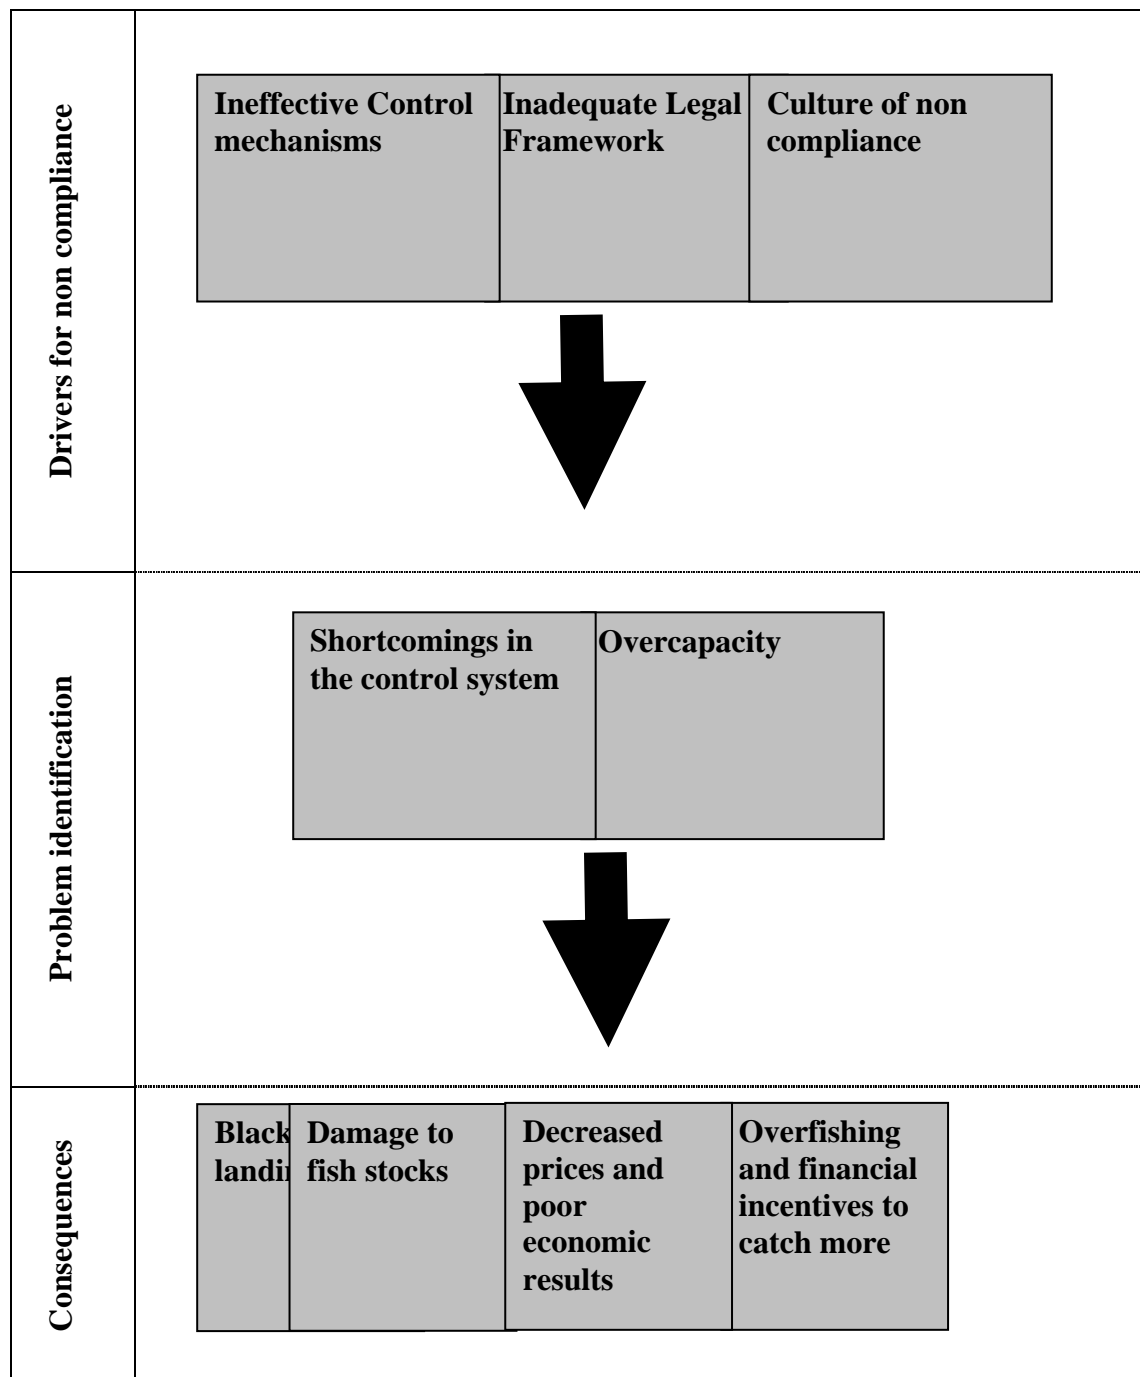 Drivers for non compliance
Ineffective Control
mechanisms
Inadequate Legal
Framework
Culture of non
compliance
Problem identification
Shortcomings in
the control system
Overcapacity
Consequences
Black
Damage to
fish stocks
Decreased
prices and
poor
economic
results
Overfishing
and financial
incentives to
catch more